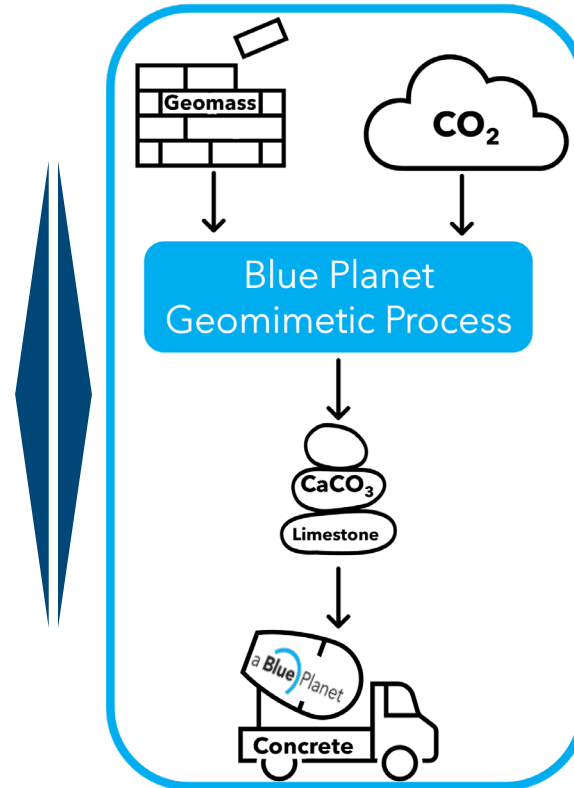 Geomass
CO₂
Blue Planet
Geomimetic Process
CaCO₃
Limestone
a Blue Planet
Concrete